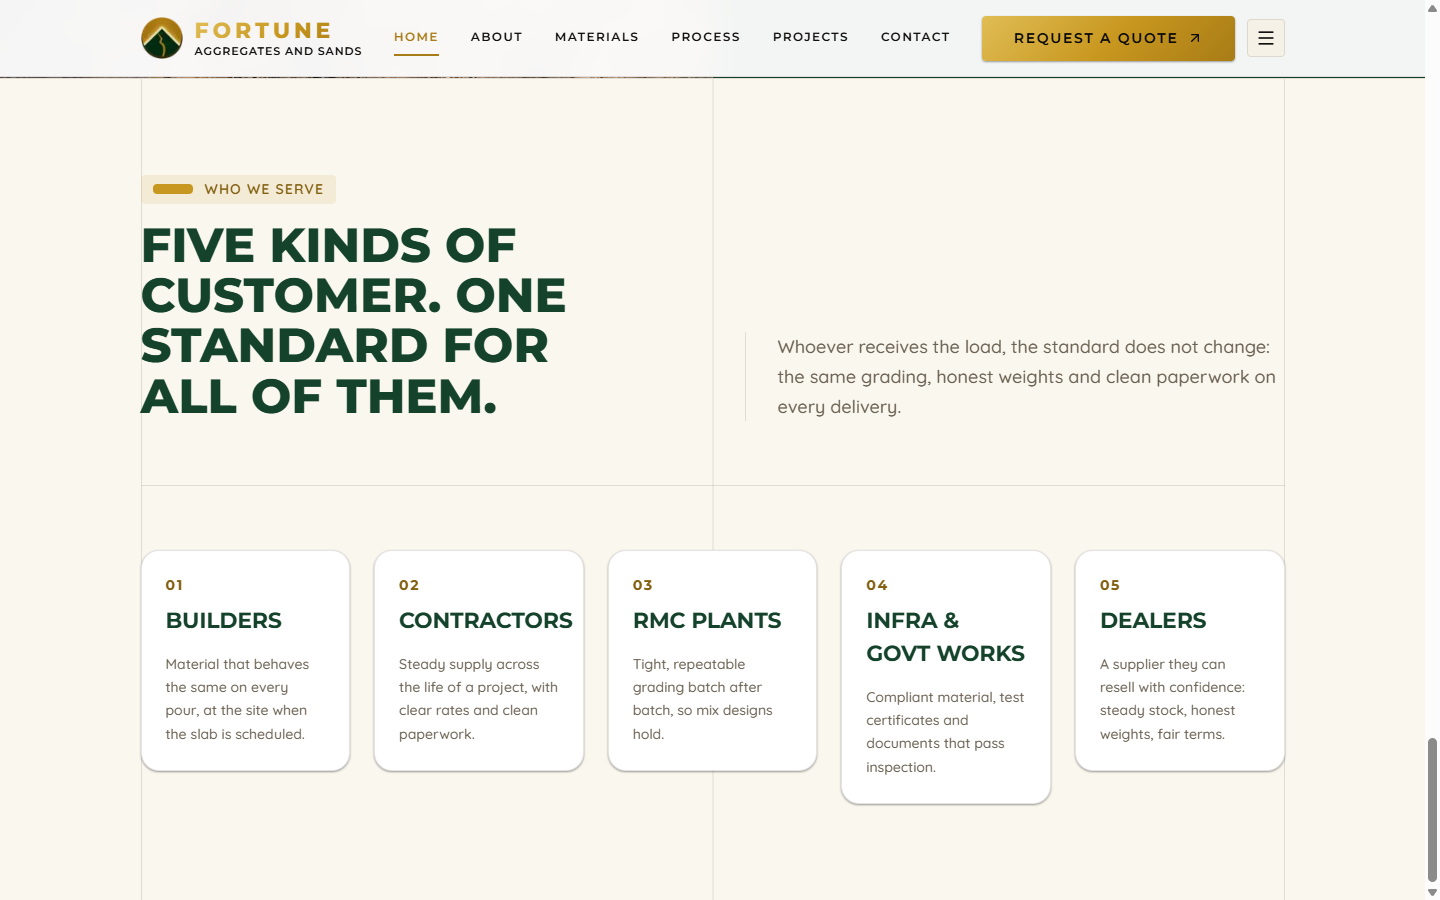 FORTUNE
AGGREGATES AND SANDS
HOME
ABOUT
MATERIALS
PROCESS
PROJECTS
CONTACT
REQUEST A QUOTE
WHO WE SERVE
FIVE KINDS OF
CUSTOMER. ONE
STANDARD FOR
ALL OF THEM.
Whoever receives the load, the standard does not change:
the same grading, honest weights and clean paperwork on
every delivery.
01
BUILDERS
Material that behaves
the same on every
pour, at the site when
the slab is scheduled.
02
CONTRACTORS
Steady supply across
the life of a project, with
clear rates and clean
paperwork.
03
RMC PLANTS
Tight, repeatable
grading batch after
batch, so mix designs
hold.
04
INFRA &
GOVT WORKS
Compliant material, test
certificates and
documents that pass
inspection.
05
DEALERS
A supplier they can
resell with confidence:
steady stock, honest
weights, fair terms.